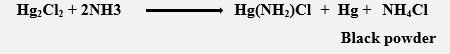 Hg₂Cl₂ + 2NH3 ⟶ Hg(NH₂)Cl + Hg + NH₄Cl
Black powder